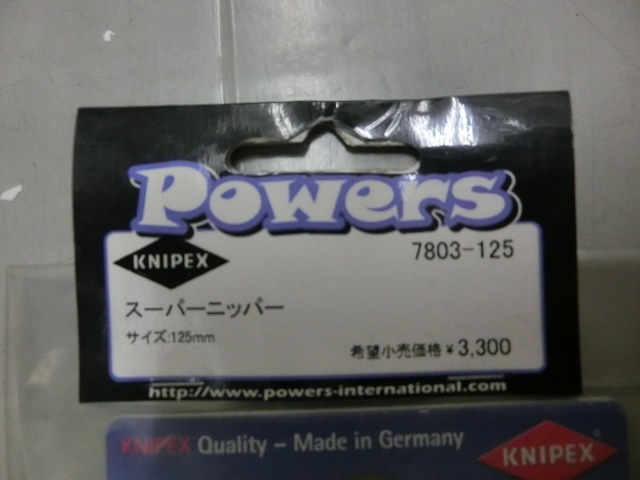 Powers
KNIPEX
7803-125
スーパーニッパー
サイズ:125mm
希望小売価格 ¥3,300
http://www.powers-international.com
KNIPEX Quality – Made in Germany
KNIPEX